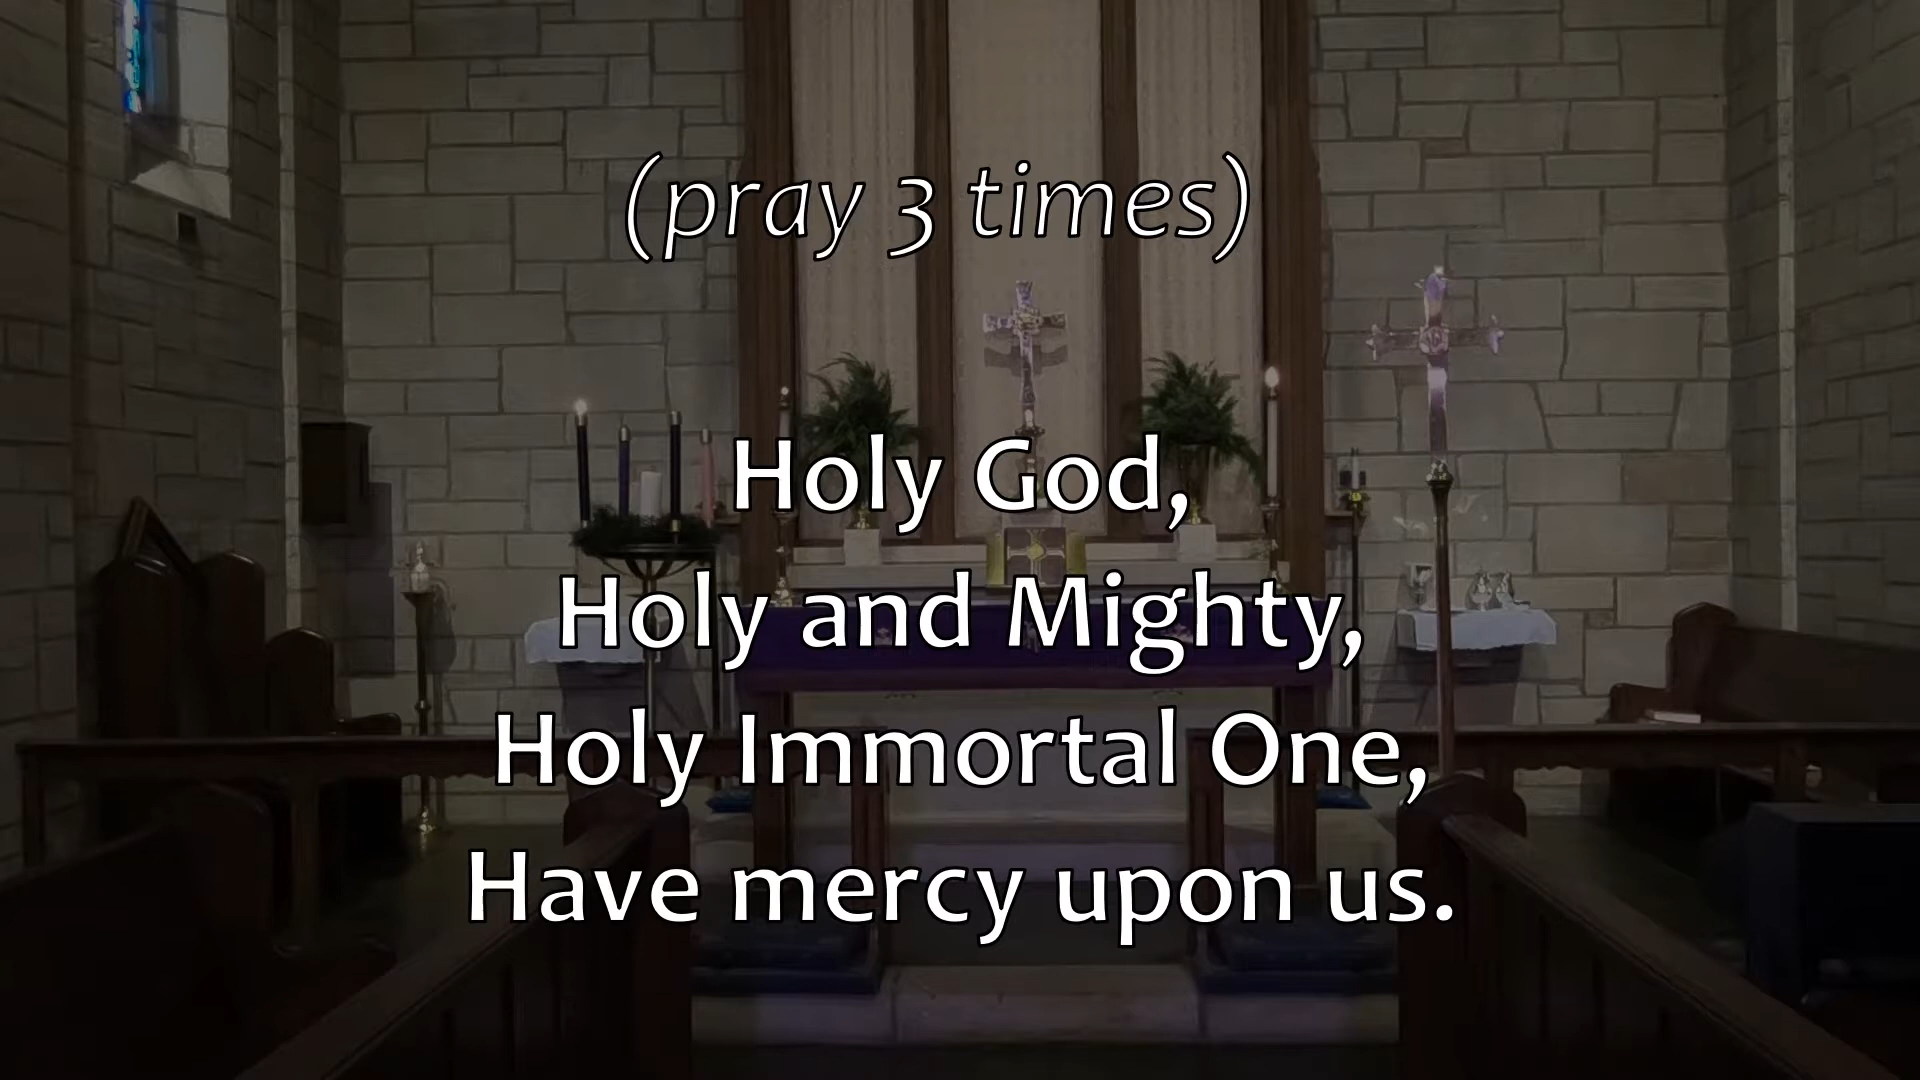 (pray 3 times)
Holy God,
Holy and Mighty,
Holy Immortal One,
Have mercy upon us.